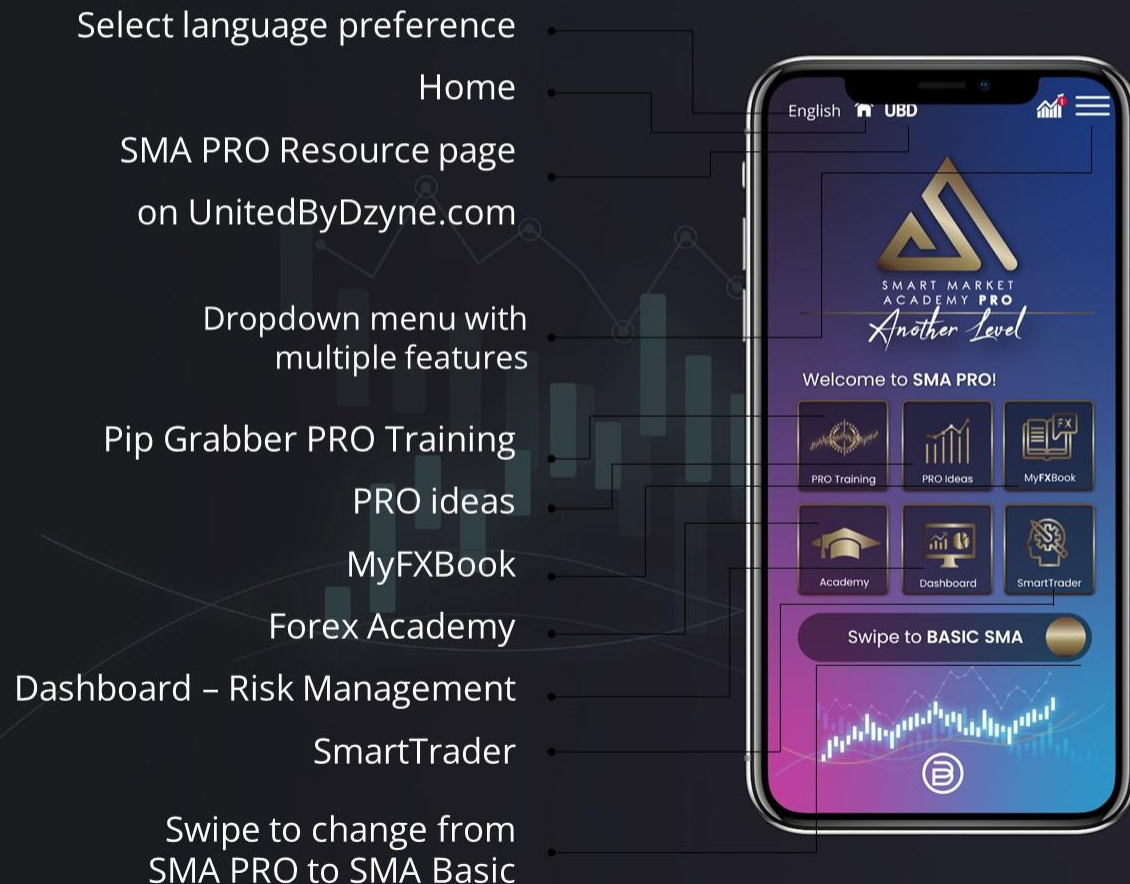 Select language preference
Home
SMA PRO Resource page
on UnitedByDzyne.com
Dropdown menu with
multiple features
Pip Grabber PRO Training
PRO ideas
MyFXBook
Forex Academy
Dashboard – Risk Management
SmartTrader
Swipe to change from
SMA PRO to SMA Basic
English UBD
1
SMART MARKET
ACADEMY PRO
Another Level
Welcome to SMA PRO!
FX
PRO Training PRO Ideas MyFXBook
Academy Dashboard SmartTrader
Swipe to BASIC SMA
B